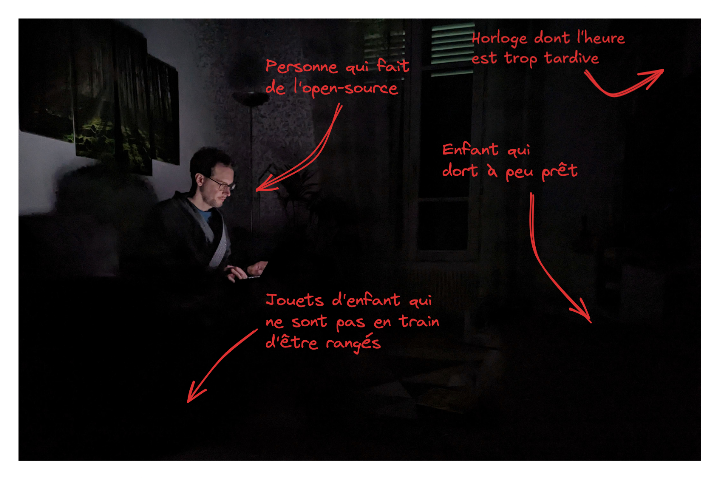 Horloge dont l'heure
est trop tardive
Personne qui fait
de l'open-source
Enfant qui
dort à peu prêt
Jouets d'enfant qui
ne sont pas en train
d'être rangés